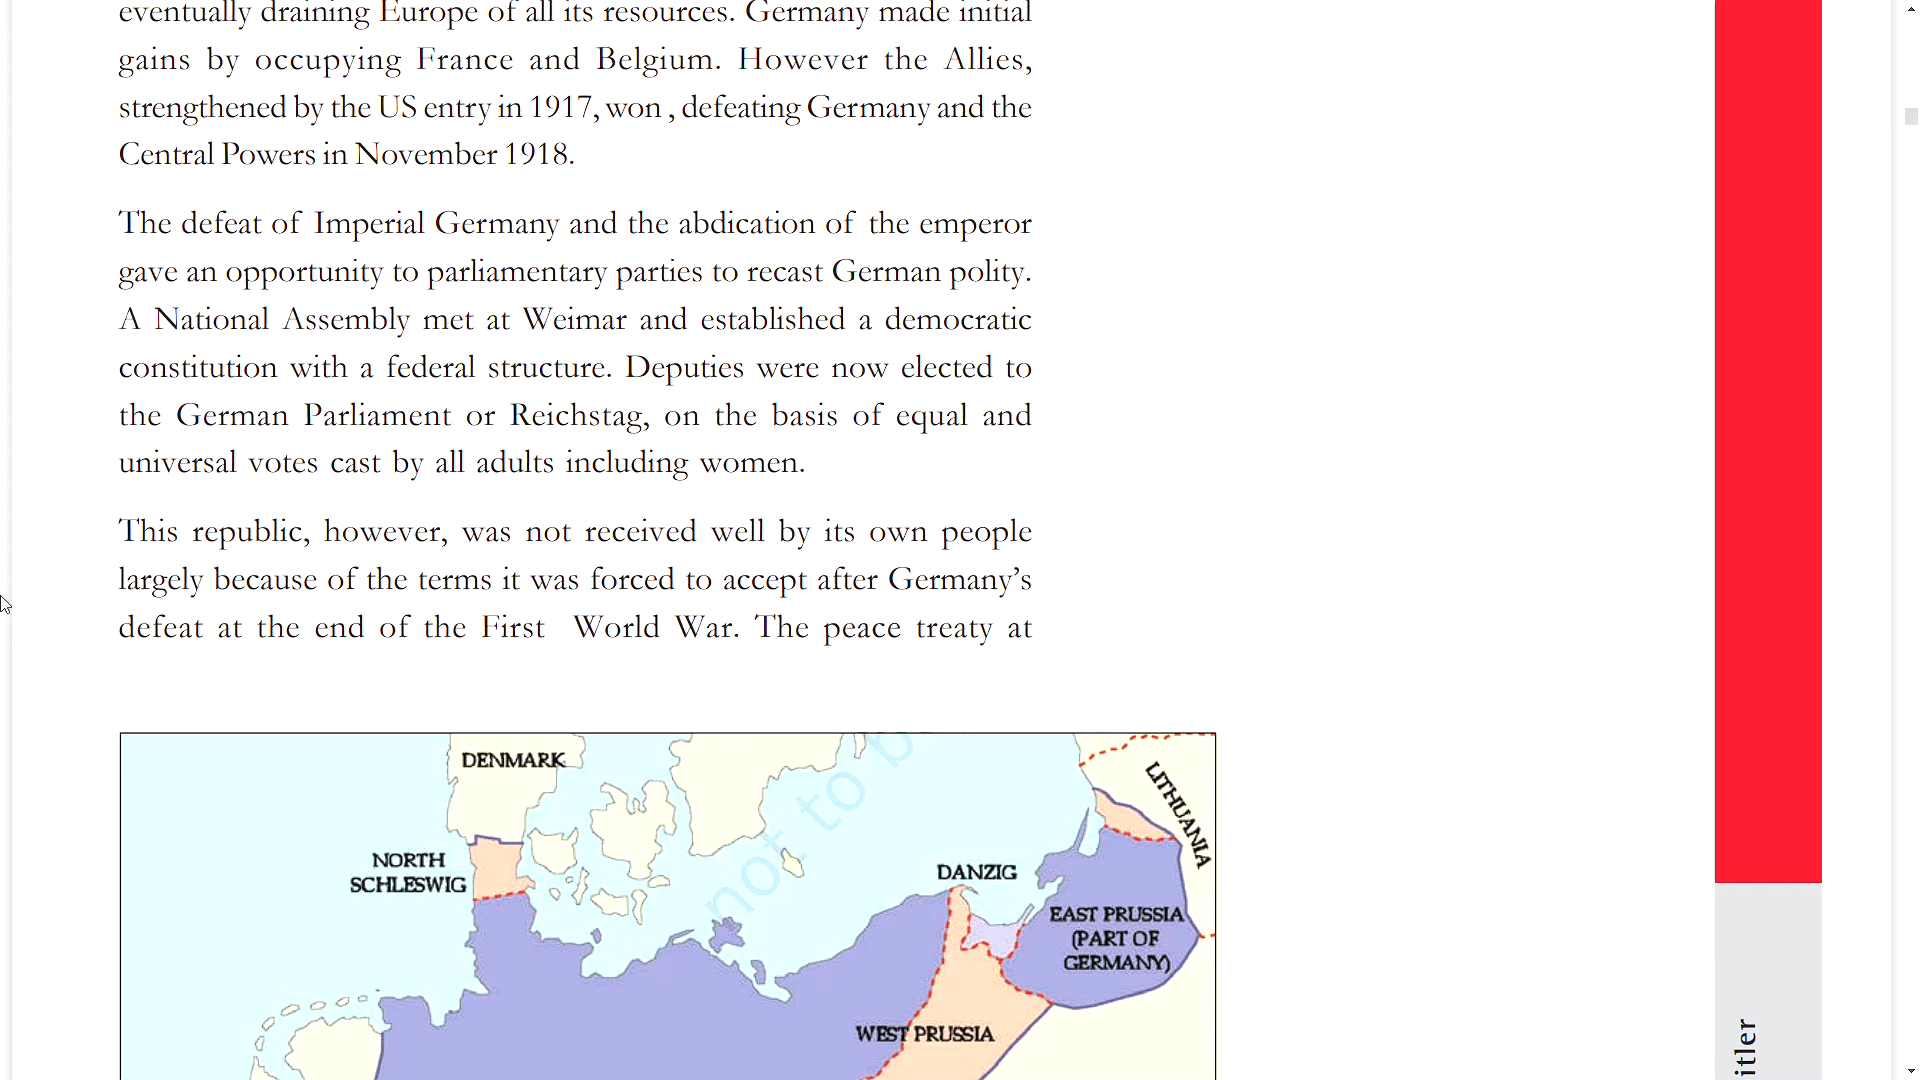 eventually draining Europe of all its resources. Germany made initial
gains by occupying France and Belgium. However the Allies,
strengthened by the US entry in 1917, won , defeating Germany and the
Central Powers in November 1918.
The defeat of Imperial Germany and the abdication of the emperor
gave an opportunity to parliamentary parties to recast German polity.
A National Assembly met at Weimar and established a democratic
constitution with a federal structure. Deputies were now elected to
the German Parliament or Reichstag, on the basis of equal and
universal votes cast by all adults including women.
This republic, however, was not received well by its own people
largely because of the terms it was forced to accept after Germany’s
defeat at the end of the First World War. The peace treaty at
DENMARK
LITHUANIA
NORTH
SCHLESWIG
DANZIG
EAST PRUSSIA
(PART OF
GERMANY)
WEST PRUSSIA
not to b
itler